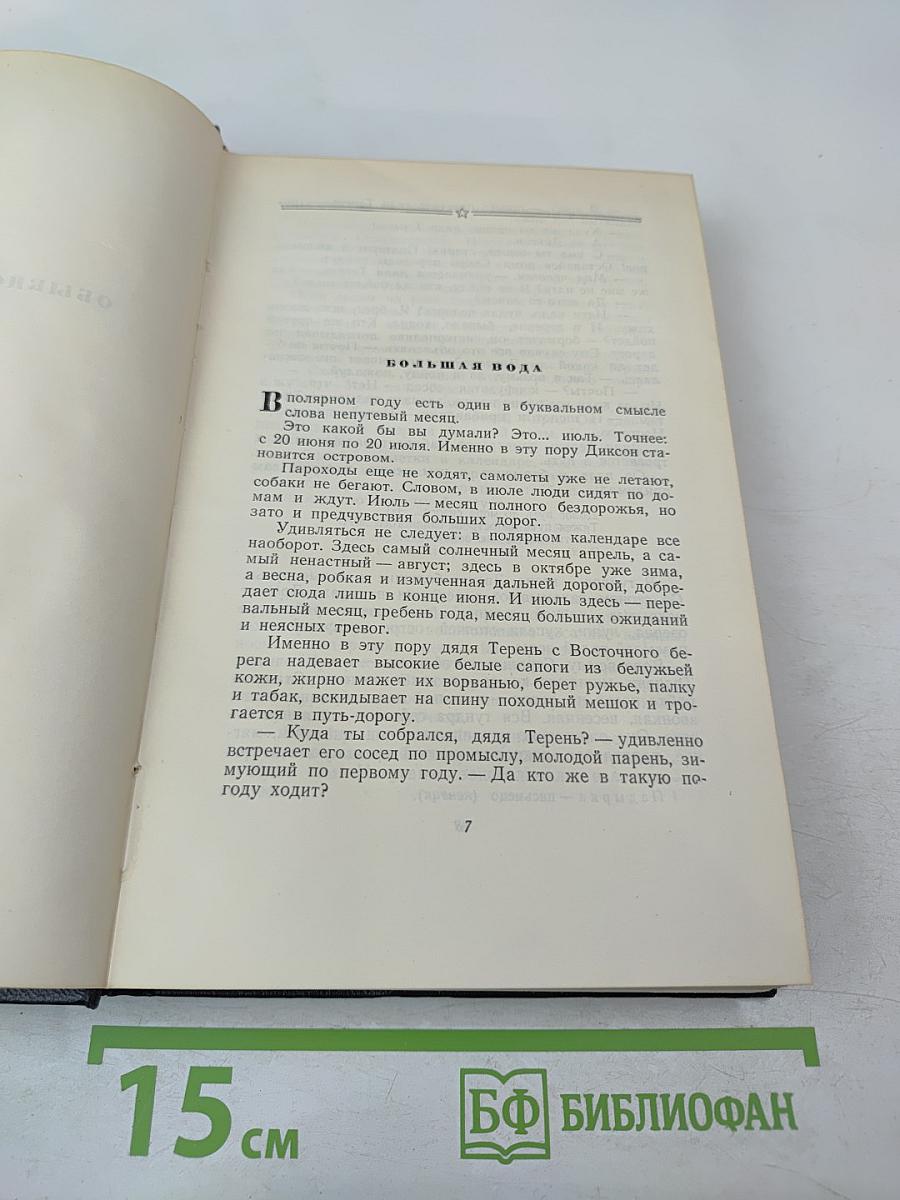 БОЛЬШАЯ ВОДА
В полярном году есть один в буквальном смысле
слова непутевый месяц.
Это какой бы вы думали? Это... июль. Точнее:
с 20 июня по 20 июля. Именно в эту пору Диксон ста-
новится островом.
Пароходы еще не ходят, самолеты уже не летают,
собаки не бегают. Словом, в июле люди сидят по до-
мам и ждут. Июль — месяц полного бездорожья, но
зато и предчувствия больших дорог.
Удивляться не следует: в полярном календаре все
наоборот. Здесь самый солнечный месяц апрель, а са-
мый ненастный — август; здесь в октябре уже зима,
а весна, робкая и измученная дальней дорогой, добре-
дает сюда лишь в конце июня. И июль здесь — пере-
вальный месяц, гребень года, месяц больших ожиданий
и неясных тревог.
Именно в эту пору дядя Терень с Восточного бе-
рега надевает высокие белые сапоги из белужьей
кожи, жирно мажет их ворванью, берет ружье, палку
и табак, вскидывает на спину походный мешок и тро-
гается в путь-дорогу.
— Куда ты собрался, дядя Терень? — удивленно
встречает его сосед по промыслу, молодой парень, зи-
мующий по первому году. — Да кто же в такую по-
году ходит?
7
15 см
БФ БИБЛИОФАН